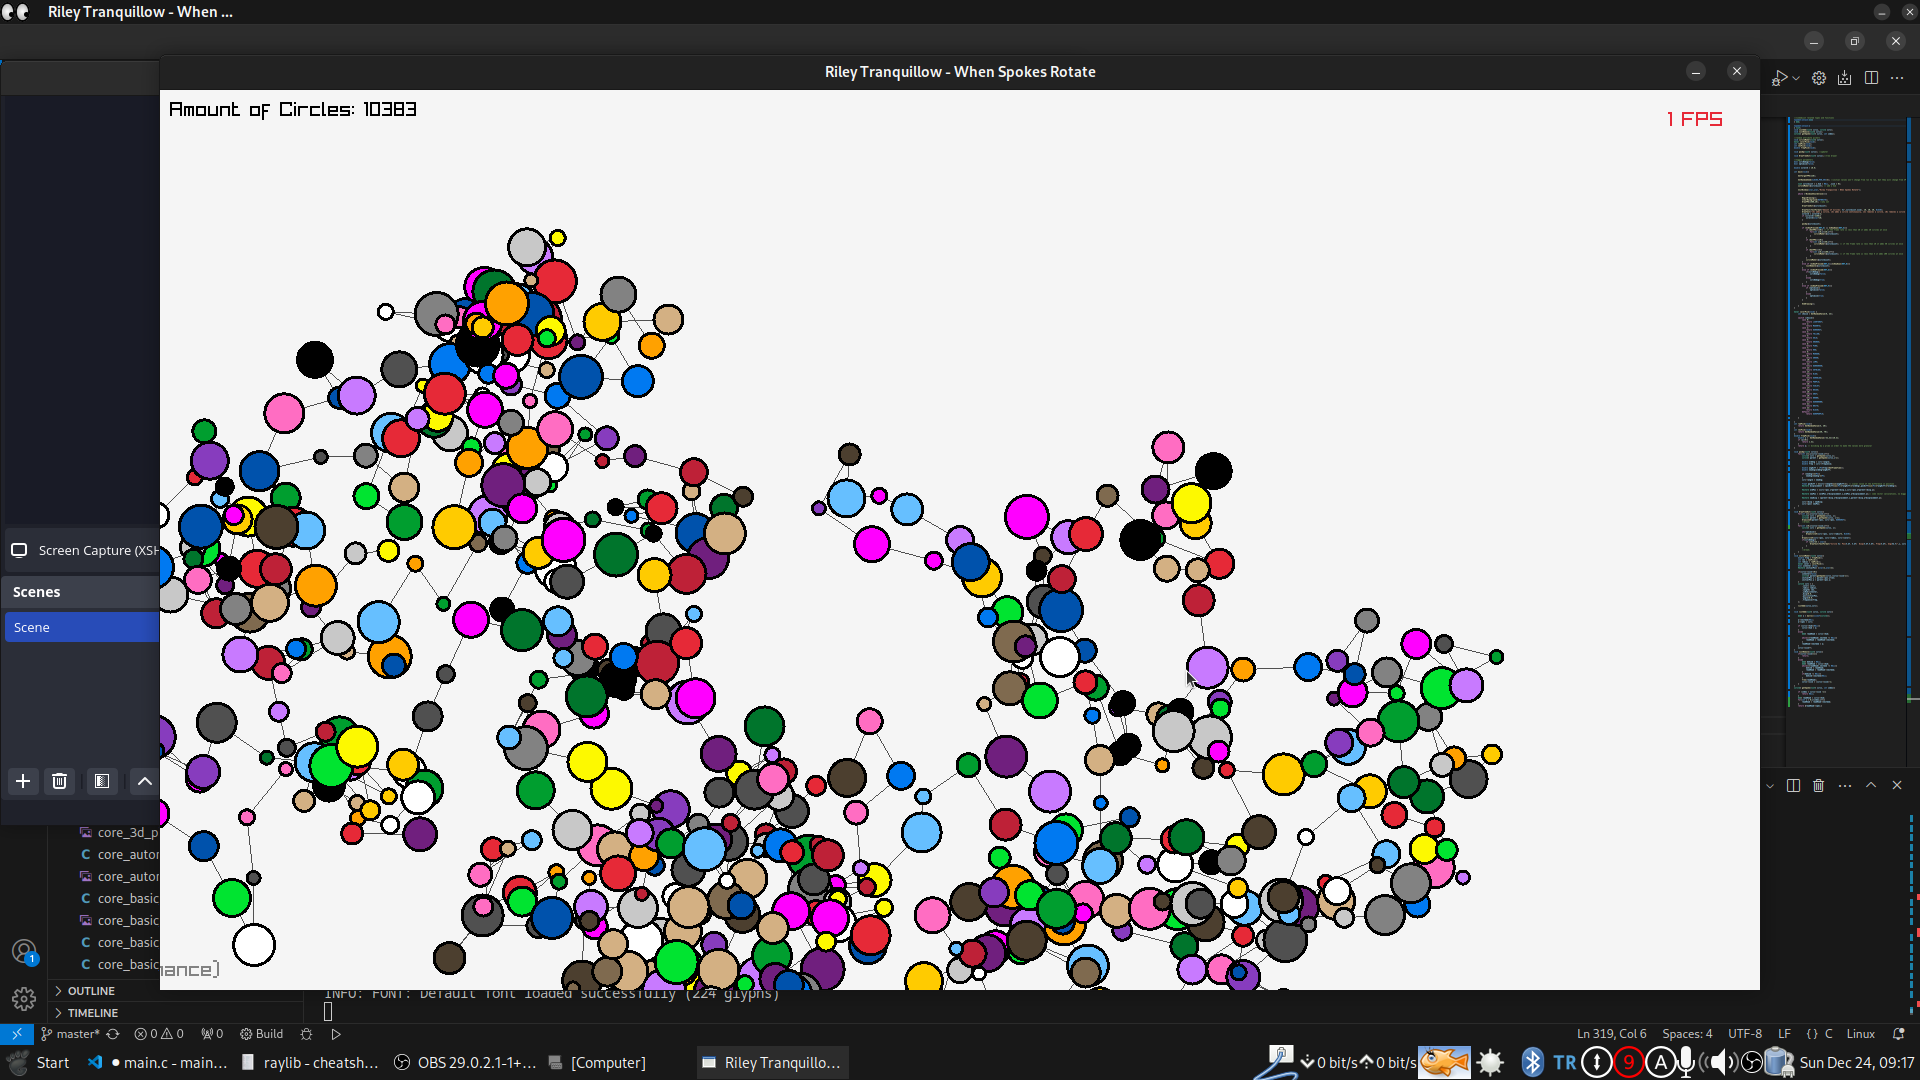 Riley Tranquillow - When ...
Riley Tranquillow - When Spokes Rotate
Amount of Circles: 10383
1 FPS
Screen Capture (XSH
Scenes
Scene
core_3d_p
core_autor
core_autor
core_basic
core_basic
core_basic
core_basic
nance)
OUTLINE
TIMELINE
INFO: FONT: Default font loaded successfully (224 glyphs)
master*
0
0
0
Build
Ln 319, Col 6
Spaces: 4
UTF-8
LF
{ } C
Linux
Start
main.c - main...
raylib - cheatsh...
OBS 29.0.2.1-1+...
[Computer]
Riley Tranquillo...
0 bit/s
0 bit/s
TR
9
A
Sun Dec 24, 09:17
1